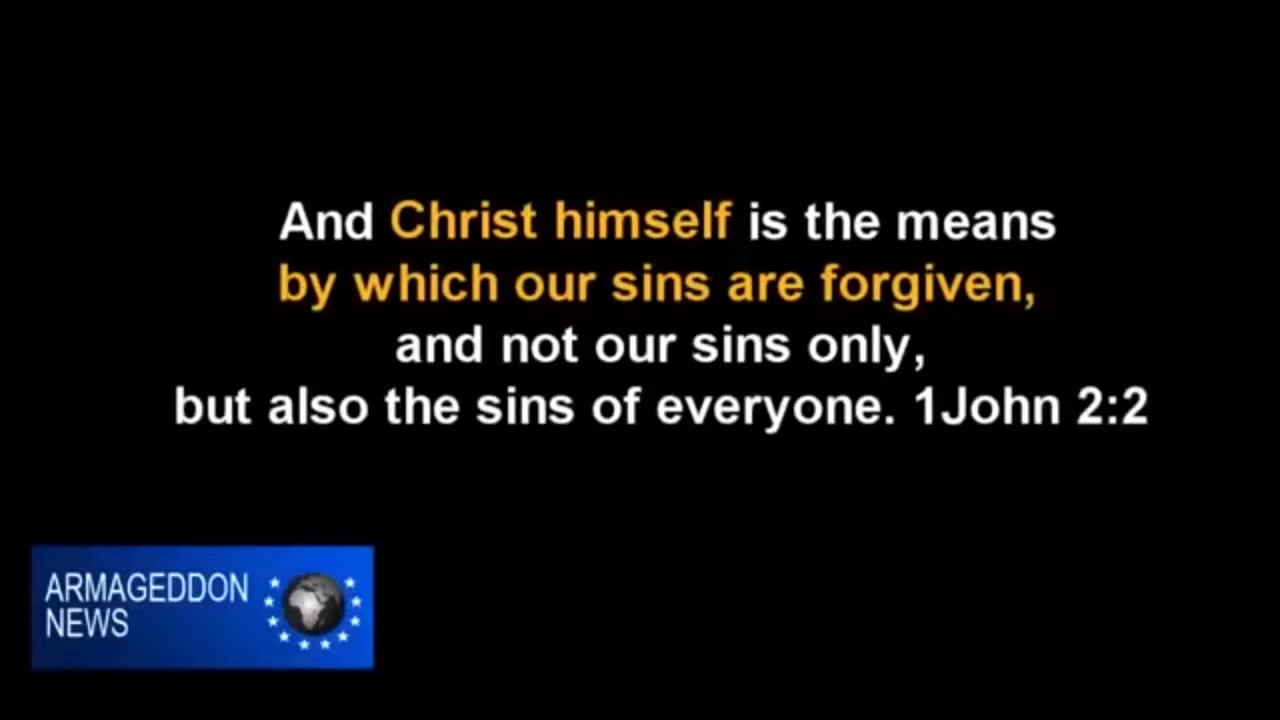 And Christ himself is the means
by which our sins are forgiven,
and not our sins only,
but also the sins of everyone. 1John 2:2
ARMAGEDDON
NEWS